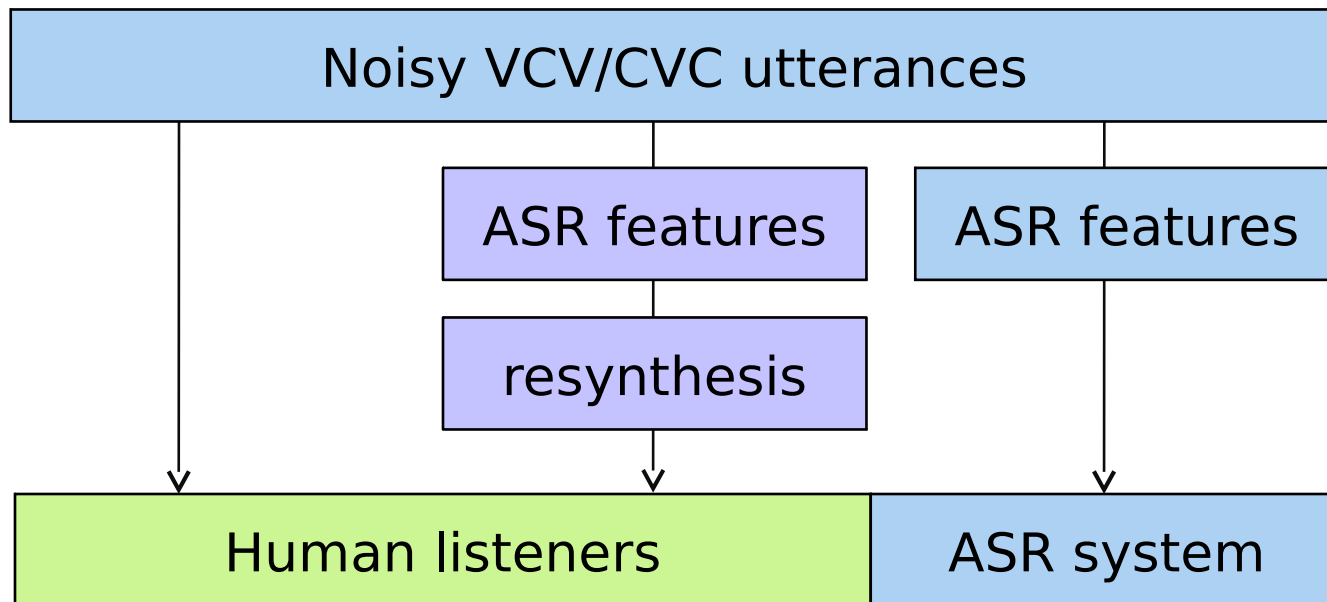 Noisy VCV/CVC utterances
ASR features
ASR features
resynthesis
Human listeners
ASR system